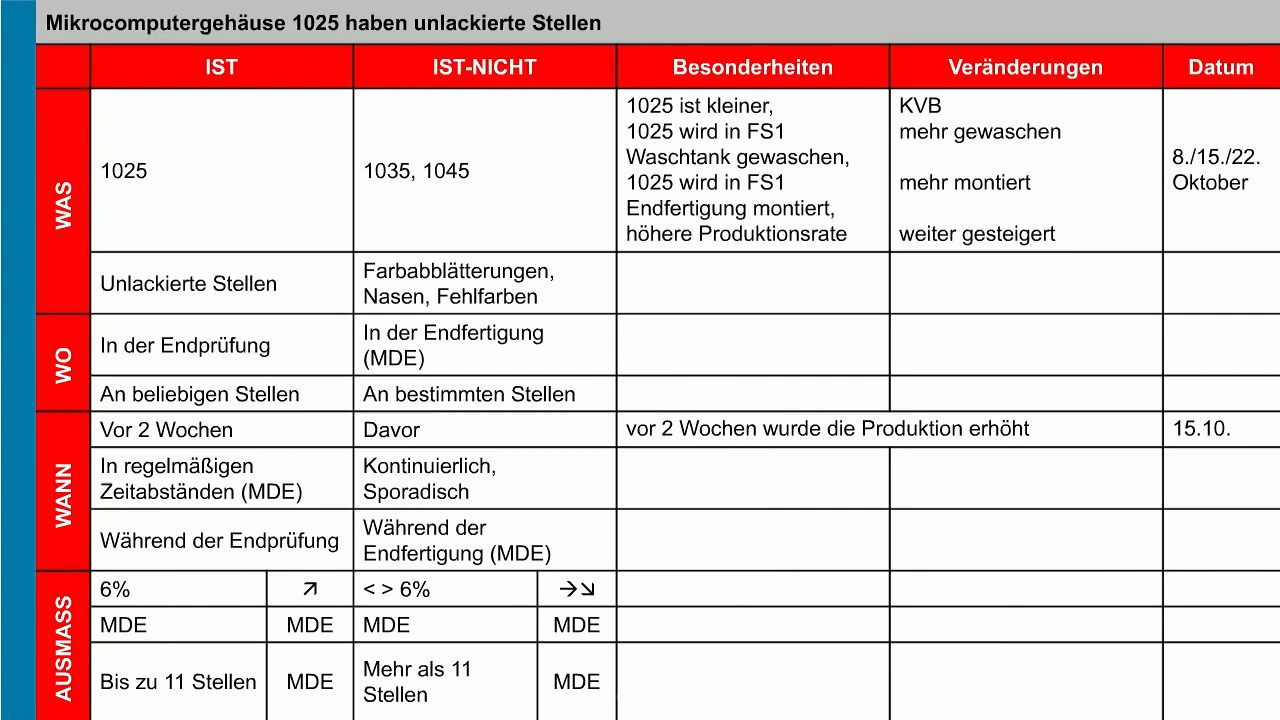 Mikrocomputergehäuse 1025 haben unlackierte Stellen
IST
IST-NICHT
Besonderheiten
Veränderungen
Datum
WAS
1025
1035, 1045
1025 ist kleiner,
1025 wird in FS1
Waschtank gewaschen,
1025 wird in FS1
Endfertigung montiert,
höhere Produktionsrate
KVB
mehr gewaschen
mehr montiert
weiter gesteigert
8./15./22.
Oktober
Unlackierte Stellen
Farbabblätterungen,
Nasen, Fehlfarben
WO
In der Endprüfung
In der Endfertigung
(MDE)
An beliebigen Stellen
An bestimmten Stellen
WANN
Vor 2 Wochen
Davor
vor 2 Wochen wurde die Produktion erhöht
15.10.
In regelmäßigen
Zeitabständen (MDE)
Kontinuierlich,
Sporadisch
Während der Endprüfung
Während der
Endfertigung (MDE)
AUSMASS
6%
↗
< > 6%
→↘
MDE
MDE
MDE
MDE
Bis zu 11 Stellen
MDE
Mehr als 11
Stellen
MDE